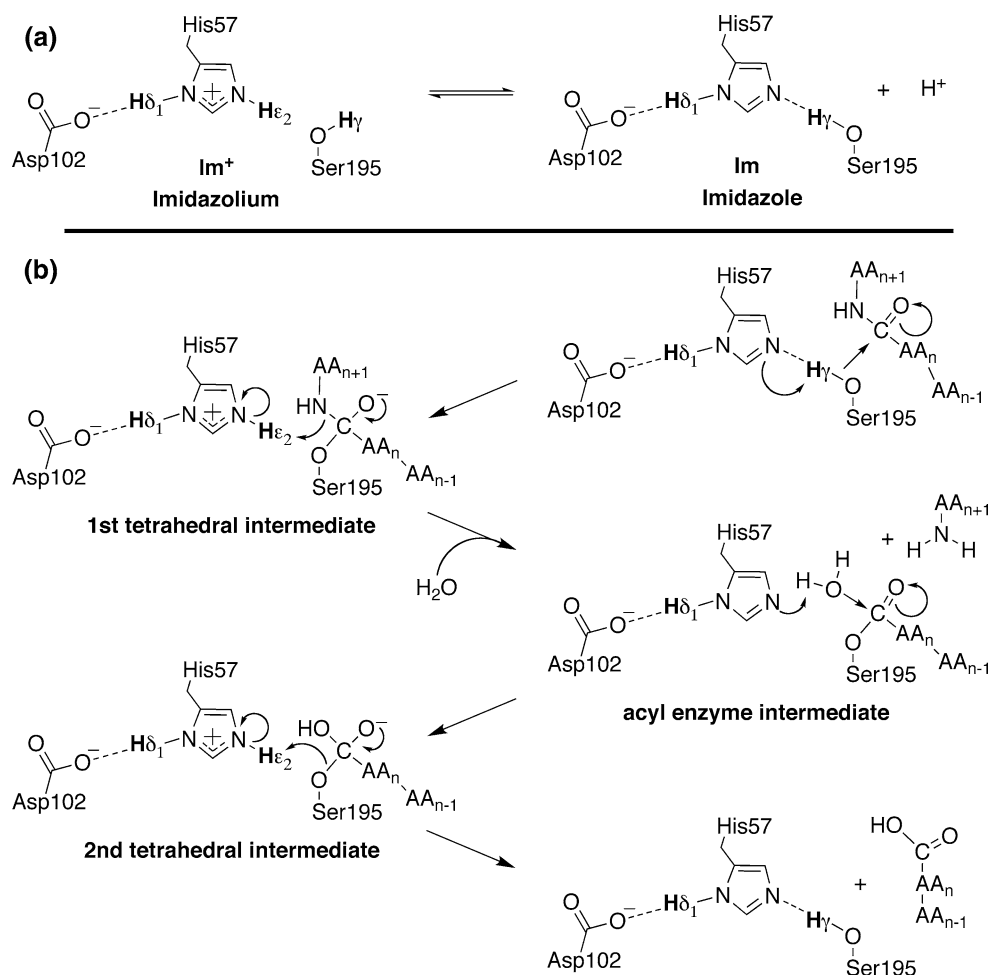 (a)
His57
Hδ1 N + N
Hε2
O O−
Asp102
O Hγ
Ser195
Im+
Imidazolium
His57
Hδ1 N N
Hγ
O O−
Asp102
O
Ser195
Im
Imidazole
+ H+
(b)
His57
Hδ1 N N
Hγ
O O−
Asp102
O
Ser195
AAn+1
HN
C O
AAn
AAn-1
His57
Hδ1 N + N
Hε2
O O−
Asp102
AAn+1
HN O−
C
O AAn
Ser195 AAn-1
1st tetrahedral intermediate
H2O
His57
Hδ1 N N
O O−
Asp102
H
H O
C O
O AAn
Ser195 AAn-1
+
AAn+1
N
H H
acyl enzyme intermediate
His57
Hδ1 N + N
Hε2
O O−
Asp102
HO O−
C
O AAn
Ser195 AAn-1
2nd tetrahedral intermediate
His57
Hδ1 N N
Hγ
O O−
Asp102
O
Ser195
+
HO O
C
AAn
AAn-1